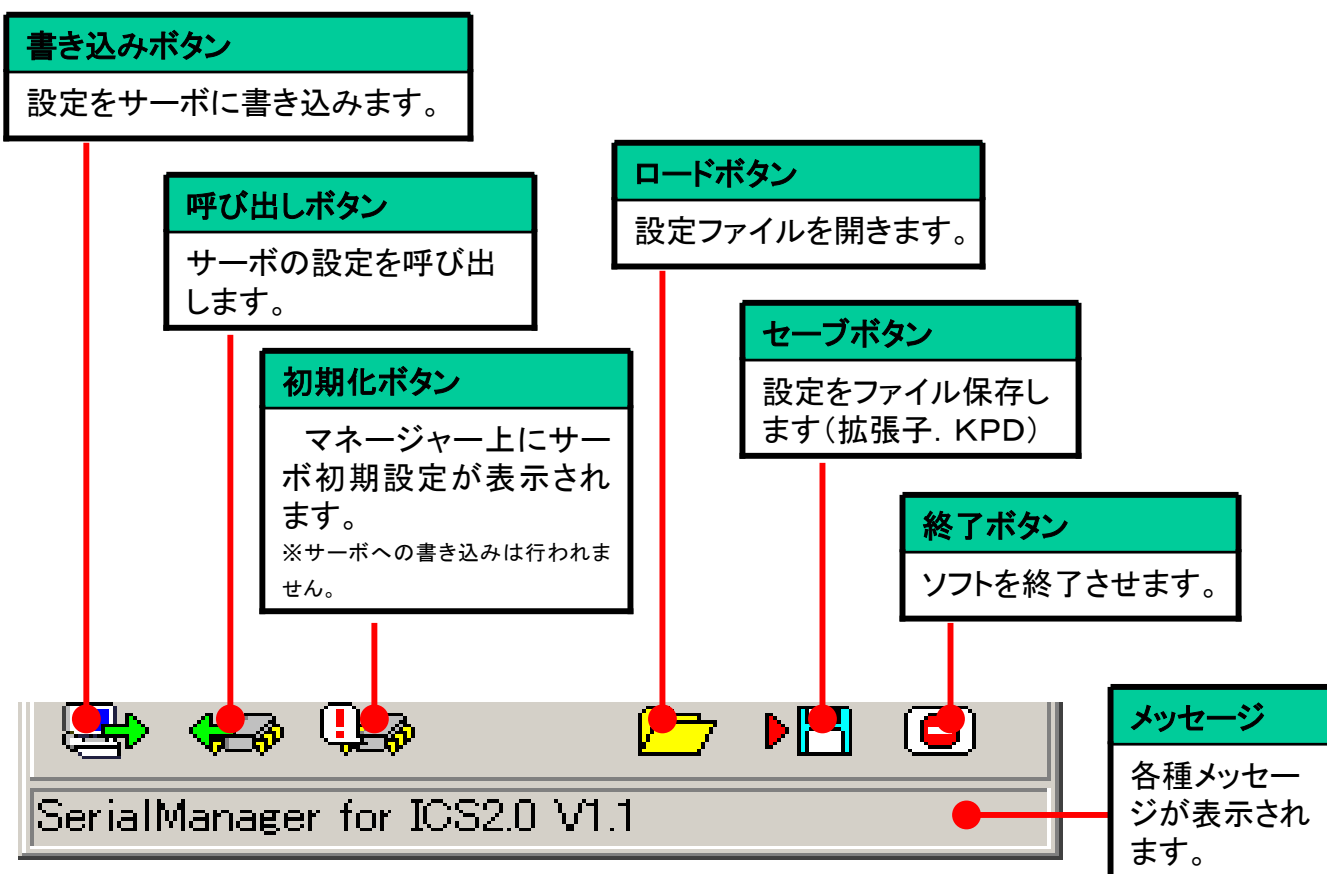 書き込みボタン
設定をサーボに書き込みます。
呼び出しボタン
サーボの設定を呼び出
します。
初期化ボタン
マネージャー上にサー
ボ初期設定が表示され
ます。
※サーボへの書き込みは行われま
せん。
ロードボタン
設定ファイルを開きます。
セーブボタン
設定をファイル保存し
ます（拡張子．ＫＰＤ）
終了ボタン
ソフトを終了させます。
メッセージ
各種メッセー
ジが表示され
ます。
SerialManager for ICS2.0 V1.1